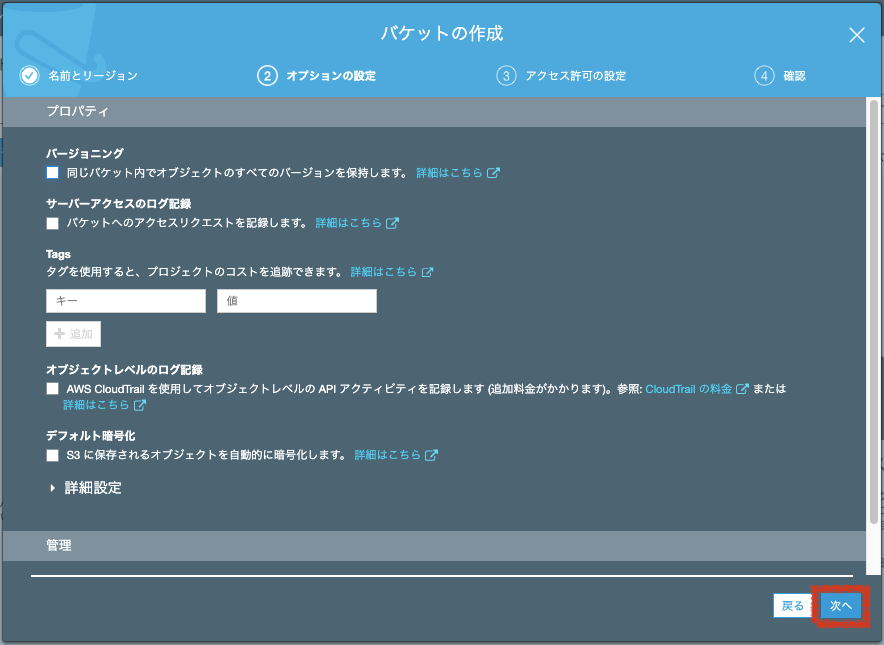 バケットの作成
名前とリージョン
2 オプションの設定
3 アクセス許可の設定
4 確認
プロパティ
バージョニング
同じバケット内でオブジェクトのすべてのバージョンを保持します。 詳細はこちら
サーバーアクセスのログ記録
バケットへのアクセスリクエストを記録します。 詳細はこちら
Tags
タグを使用すると、プロジェクトのコストを追跡できます。 詳細はこちら
キー 値
追加
オブジェクトレベルのログ記録
AWS CloudTrail を使用してオブジェクトレベルの API アクティビティを記録します (追加料金がかかります)。参照: CloudTrail の料金 または
詳細はこちら
デフォルト暗号化
S3 に保存されるオブジェクトを自動的に暗号化します。 詳細はこちら
詳細設定
管理
戻る 次へ